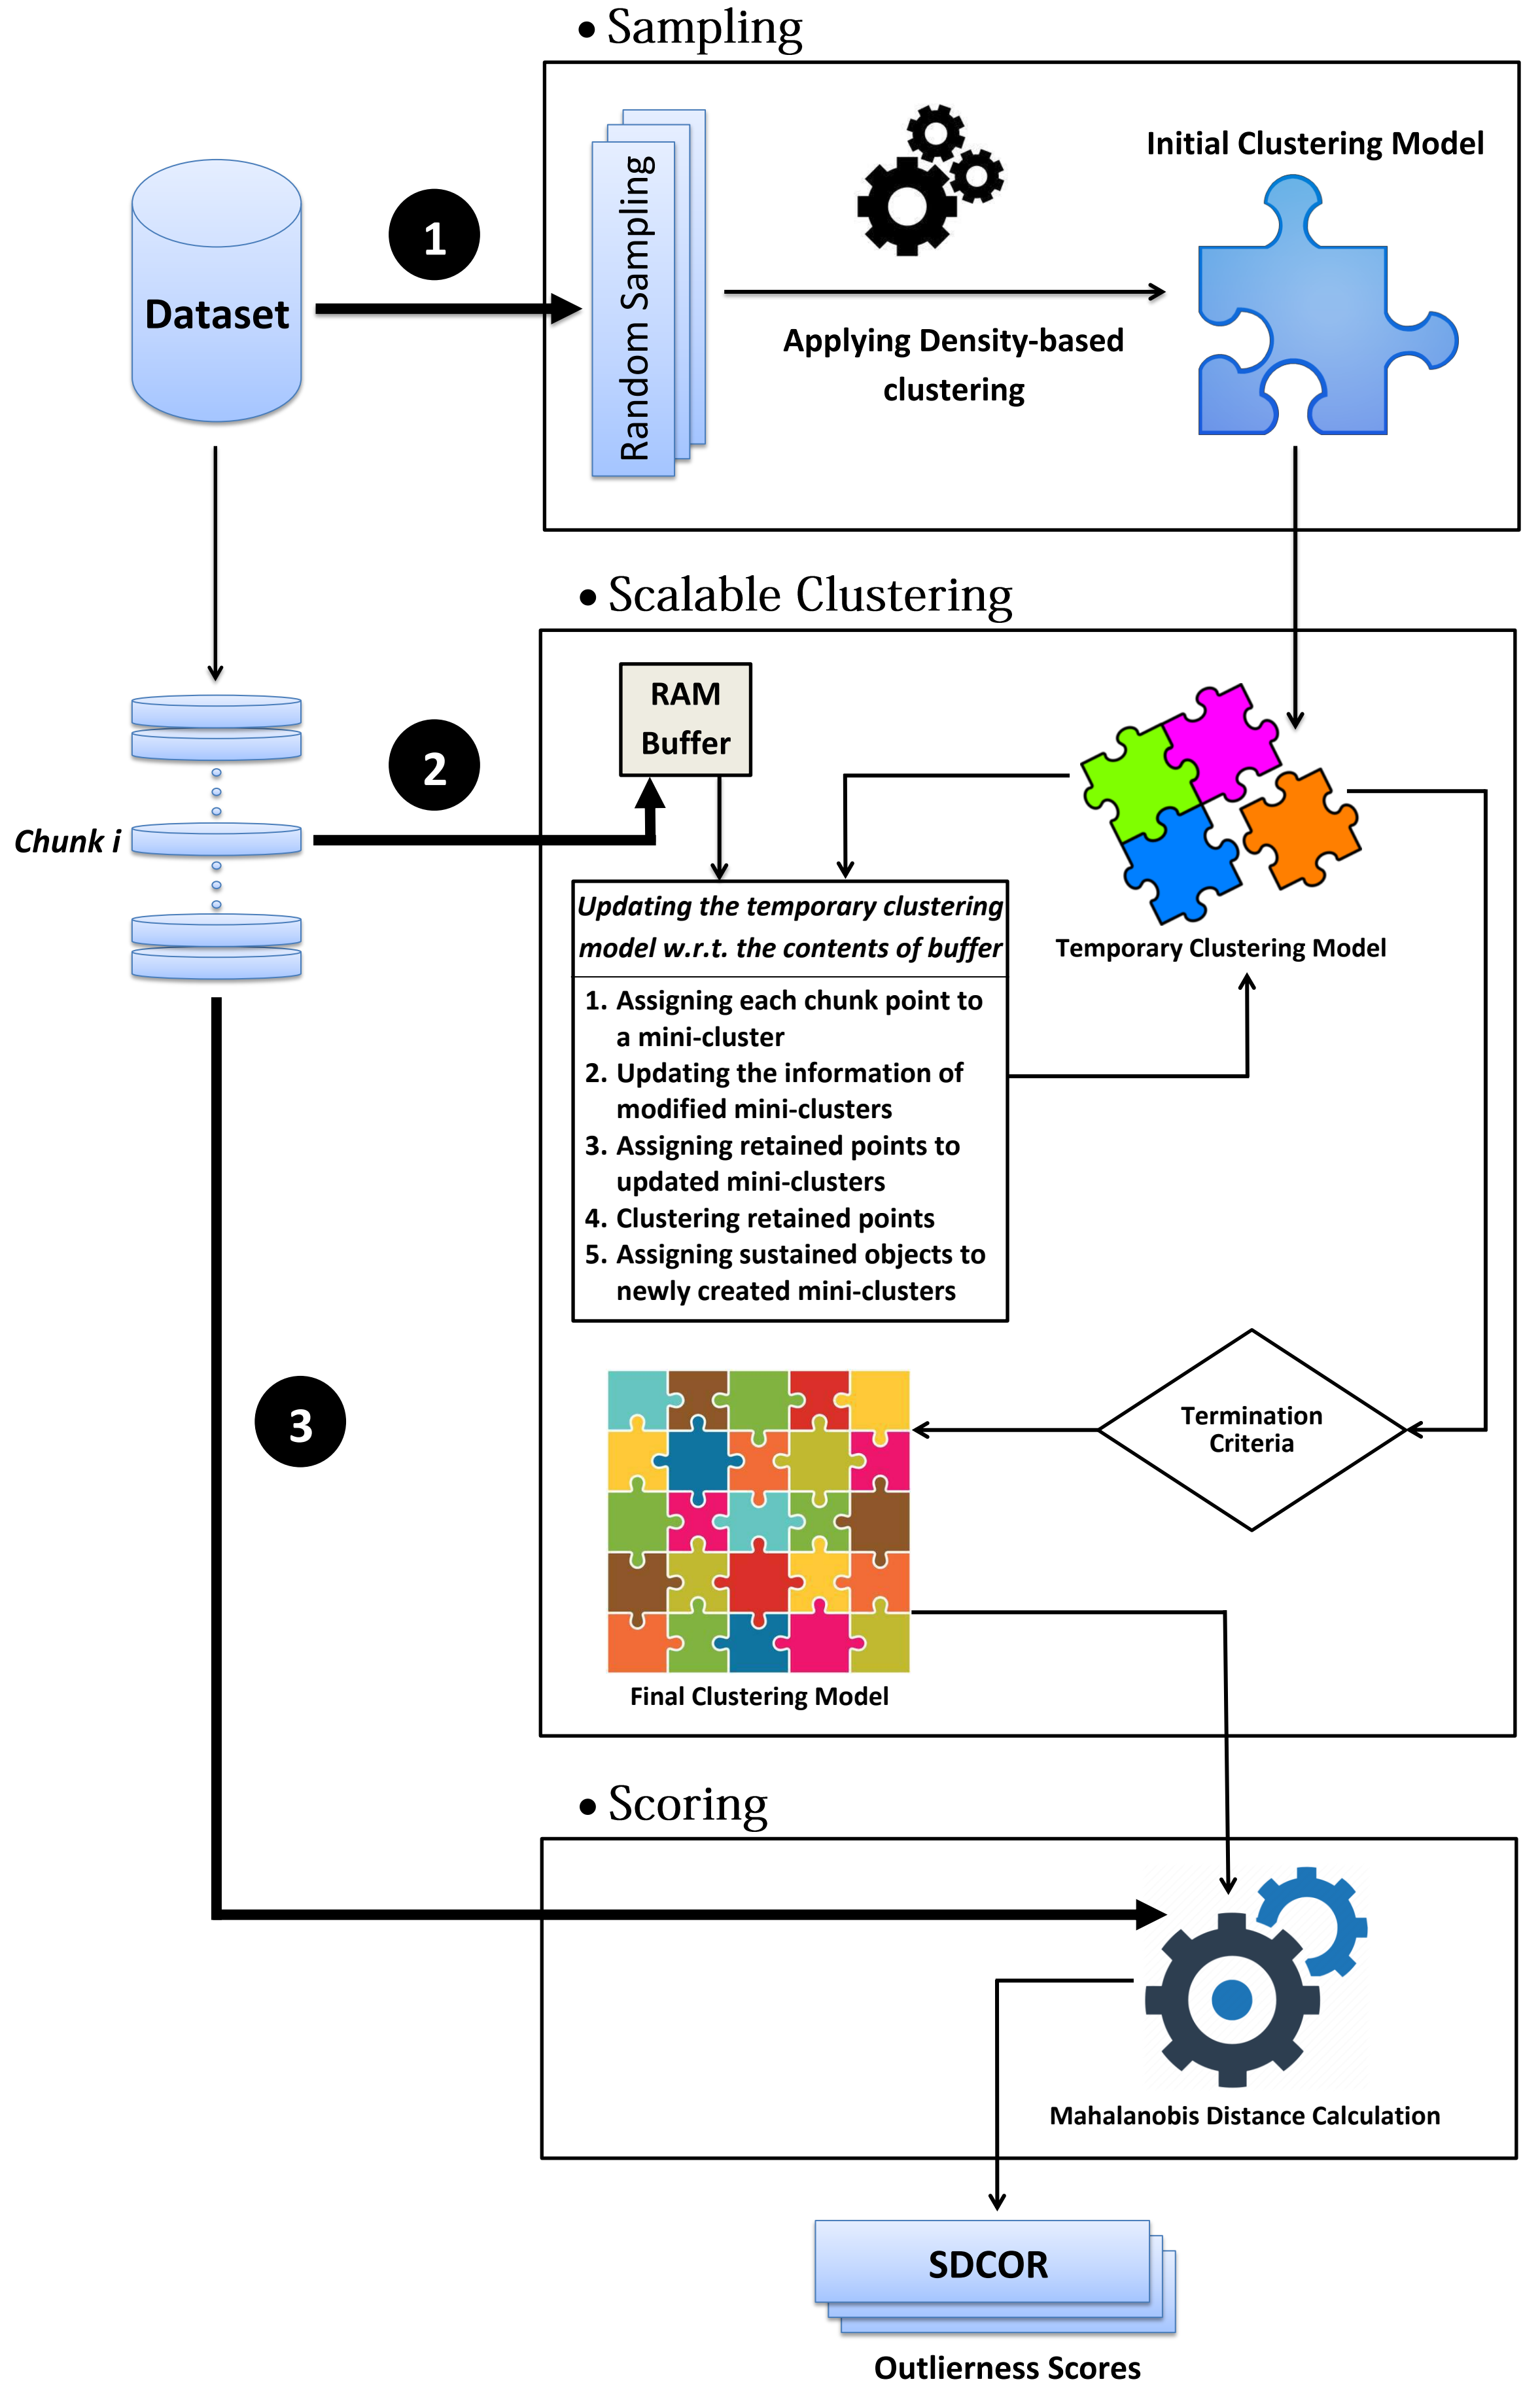 • Sampling
1
Dataset
Random Sampling
Initial Clustering Model
Applying Density-based
clustering
• Scalable Clustering
2
Chunk i
RAM
Buffer
Updating the temporary clustering
model w.r.t. the contents of buffer
1. Assigning each chunk point to
a mini-cluster
2. Updating the information of
modified mini-clusters
3. Assigning retained points to
updated mini-clusters
4. Clustering retained points
5. Assigning sustained objects to
newly created mini-clusters
Temporary Clustering Model
3
Termination
Criteria
Final Clustering Model
• Scoring
Mahalanobis Distance Calculation
SDCOR
Outlierness Scores